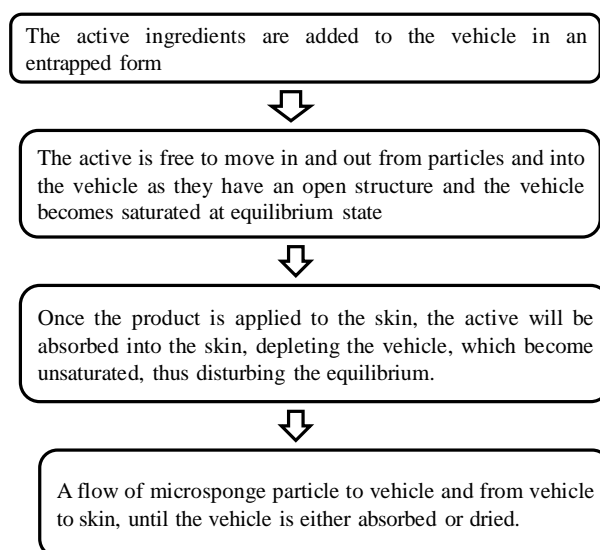 The active ingredients are added to the vehicle in an
entrapped form
The active is free to move in and out from particles and into
the vehicle as they have an open structure and the vehicle
becomes saturated at equilibrium state
Once the product is applied to the skin, the active will be
absorbed into the skin, depleting the vehicle, which become
unsaturated, thus disturbing the equilibrium.
A flow of microsponge particle to vehicle and from vehicle
to skin, until the vehicle is either absorbed or dried.